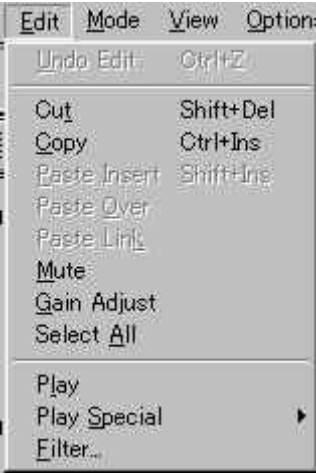 Edit Mode View Option
Undo Edit Ctrl+Z
Cut Shift+Del
Copy Ctrl+Ins
Paste Insert Shift+Ins
Paste Over
Paste Link
Mute
Gain Adjust
Select All
Play
Play Special
Filter...